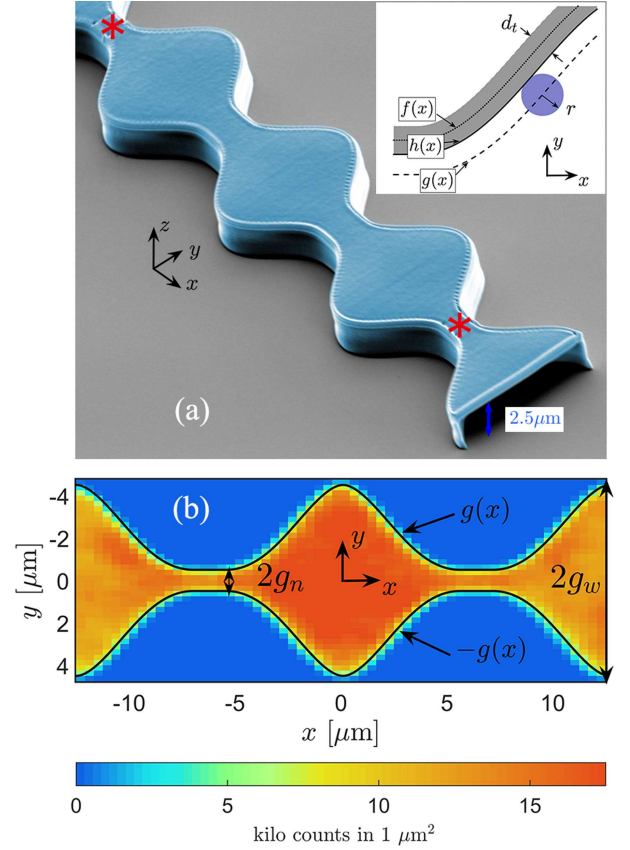 *
d_t
f(x)
h(x)
g(x)
r
y
x
z
y
x
*
(a)
2.5μm
(b)
g(x)
y
x
2g_n
2g_w
-g(x)
-4
-2
0
2
4
y [μm]
-10
-5
0
5
10
x [μm]
0
5
10
15
kilo counts in 1 μm²